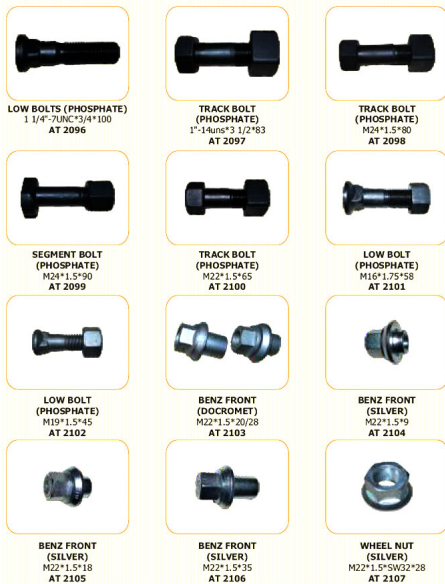 LOW BOLTS (PHOSPHATE)
1 1/4"-7UNC*3/4*100
AT 2096
TRACK BOLT
(PHOSPHATE)
1"-14uns*3 1/2*83
AT 2097
TRACK BOLT
(PHOSPHATE)
M24*1.5*80
AT 2098
SEGMENT BOLT
(PHOSPHATE)
M24*1.5*90
AT 2099
TRACK BOLT
(PHOSPHATE)
M22*1.5*65
AT 2100
LOW BOLT
(PHOSPHATE)
M16*1.75*58
AT 2101
LOW BOLT
(PHOSPHATE)
M19*1.5*45
AT 2102
BENZ FRONT
(DOCROMET)
M22*1.5*20/28
AT 2103
BENZ FRONT
(SILVER)
M22*1.5*9
AT 2104
BENZ FRONT
(SILVER)
M22*1.5*18
AT 2105
BENZ FRONT
(SILVER)
M22*1.5*35
AT 2106
WHEEL NUT
(SILVER)
M22*1.5*SW32*28
AT 2107